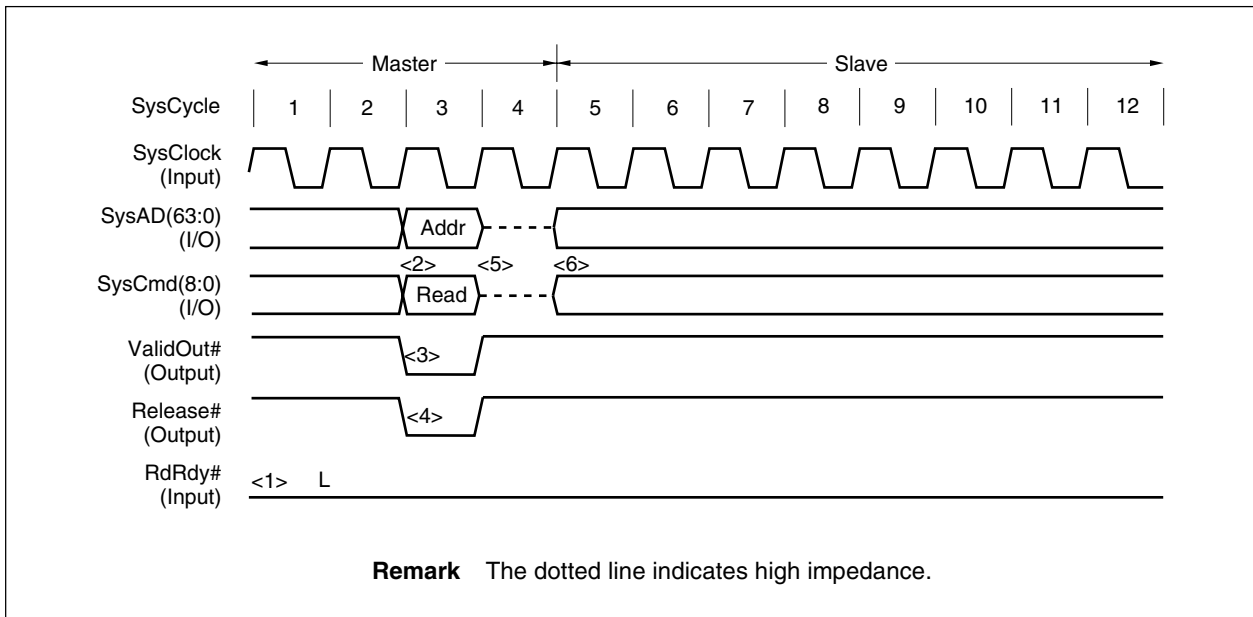 Master Slave
SysCycle 1 2 3 4 5 6 7 8 9 10 11 12
SysClock
(Input)
SysAD(63:0)
(I/O)
Addr
<2> <5> <6>
SysCmd(8:0)
(I/O)
Read
ValidOut#
(Output)
<3>
Release#
(Output)
<4>
RdRdy#
(Input)
<1> L
Remark The dotted line indicates high impedance.